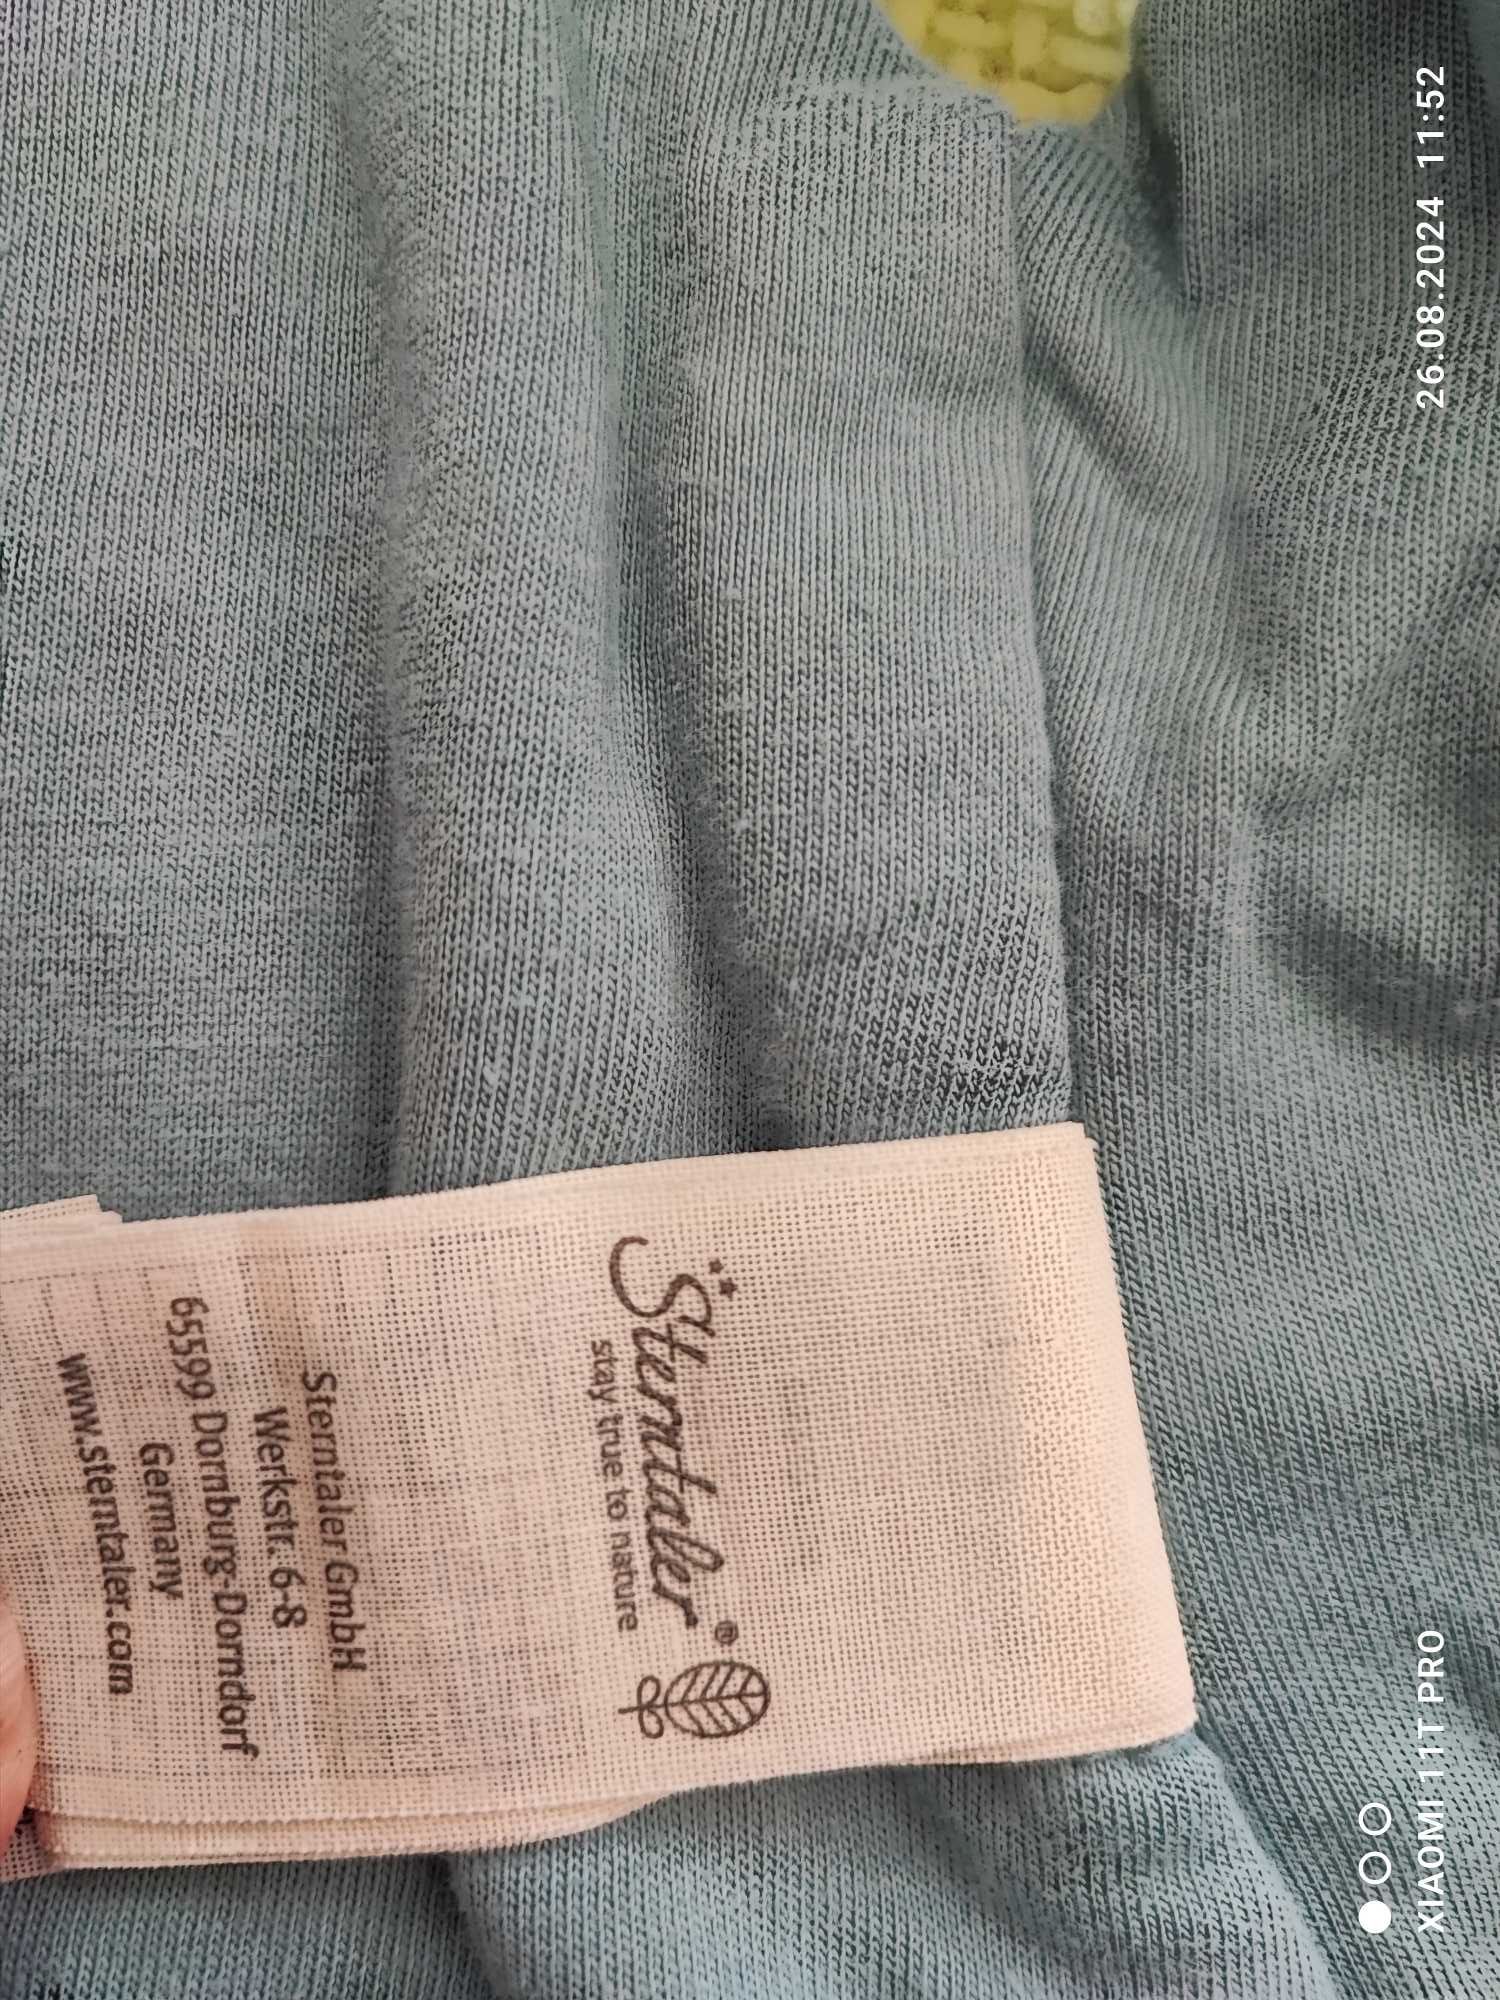 Sterntaler®
stay true to nature
Sterntaler GmbH
Werkstr. 6-8
65599 Dornburg-Dorndorf
Germany
www.sterntaler.com
26.08.2024 11:52
XIAOMI 11T PRO